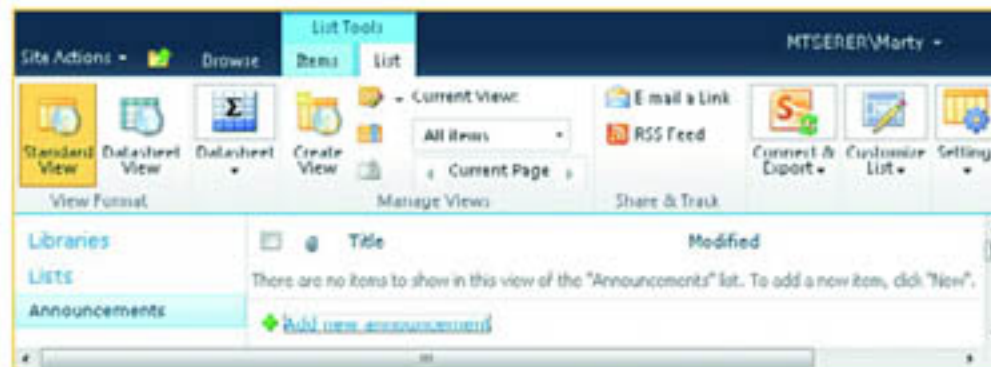 List Tools
Site Actions Browse Items List MTSERER\Marty
Standard View
Datasheet View
Datasheet
Create View
Current View:
All items
Current Page
E-mail a Link
RSS Feed
Connect & Export
Customize List
Setting
View Format Manage Views Share & Track
Libraries
Title Modified
Lists
There are no items to show in this view of the "Announcements" list. To add a new item, click "New".
Announcements
Add new announcement